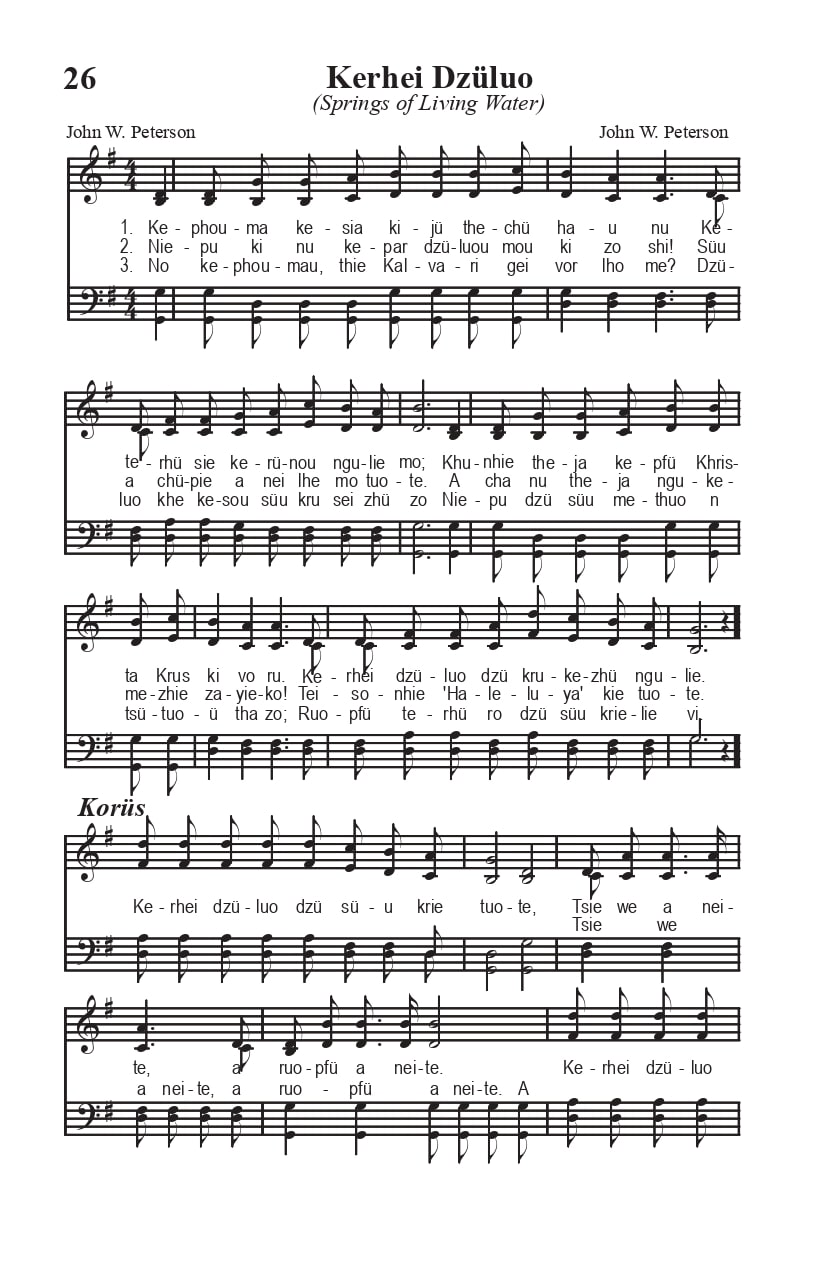 26
Kerhei Dzüluo
(Springs of Living Water)
John W. Peterson John W. Peterson
1. Ke-phou-ma ke-sia ki-jü the-chü ha-u nu Ke-
2. Nie-pu ki nu ke-par dzü-luou mou ki zo shi! Süu
3. No ke-phou-mau, thie Kal-va-ri gei vor lho me? Dzü-
te-rhü sie ke-rü-nou ngu-lie mo; Khu-nhie the-ja ke-pfü Khris-
a chü-pie a nei lhe mo tuo-te. A cha nu the-ja ngu-ke-
luo khe ke-sou süu kru sei zhü zo Nie-pu dzü süu me-thuo n
ta Krus ki vo ru. Ke-rhei dzü-luo dzü kru-ke-zhü ngu-lie.
me-zhie za-yie-ko! Tei-so-nhie 'Ha-le-lu-ya' kie tuo-te.
tsü-tuo-ü tha zo; Ruo-pfü te-rhü ro dzü süu krie-lie vi.
Korüs
Ke-rhei dzü-luo dzü sü-u krie tuo-te, Tsie we a nei-
Tsie we
te, a ruo-pfü a nei-te. Ke-rhei dzü-luo
a nei-te, a ruo-pfü a nei-te. A